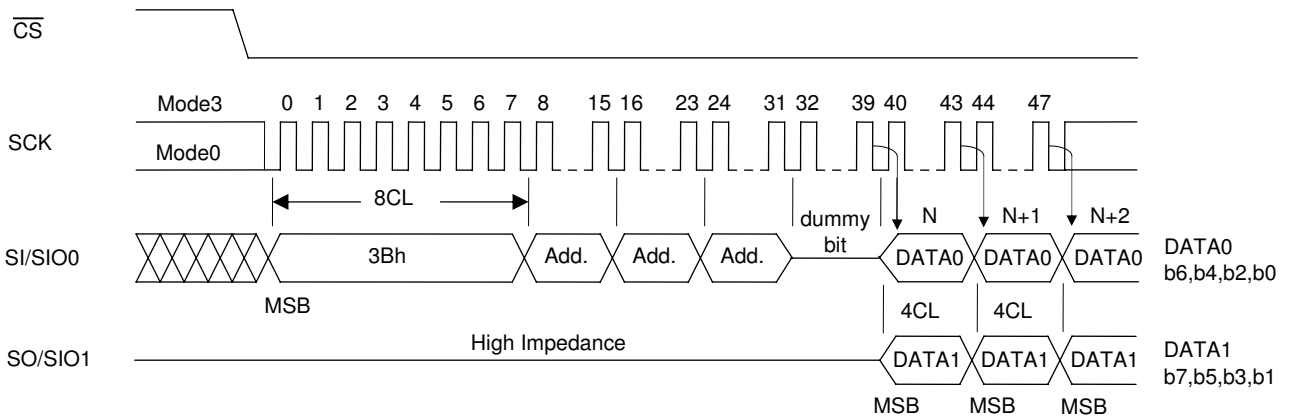 CS
Mode3 0 1 2 3 4 5 6 7 8 15 16 23 24 31 32 39 40 43 44 47
SCK
Mode0
8CL
dummy
bit
N N+1 N+2
SI/SIO0 3Bh Add. Add. Add. DATA0 DATA0 DATA0
DATA0
b6,b4,b2,b0
MSB
4CL 4CL
High Impedance
SO/SIO1 DATA1 DATA1 DATA1
DATA1
b7,b5,b3,b1
MSB MSB MSB